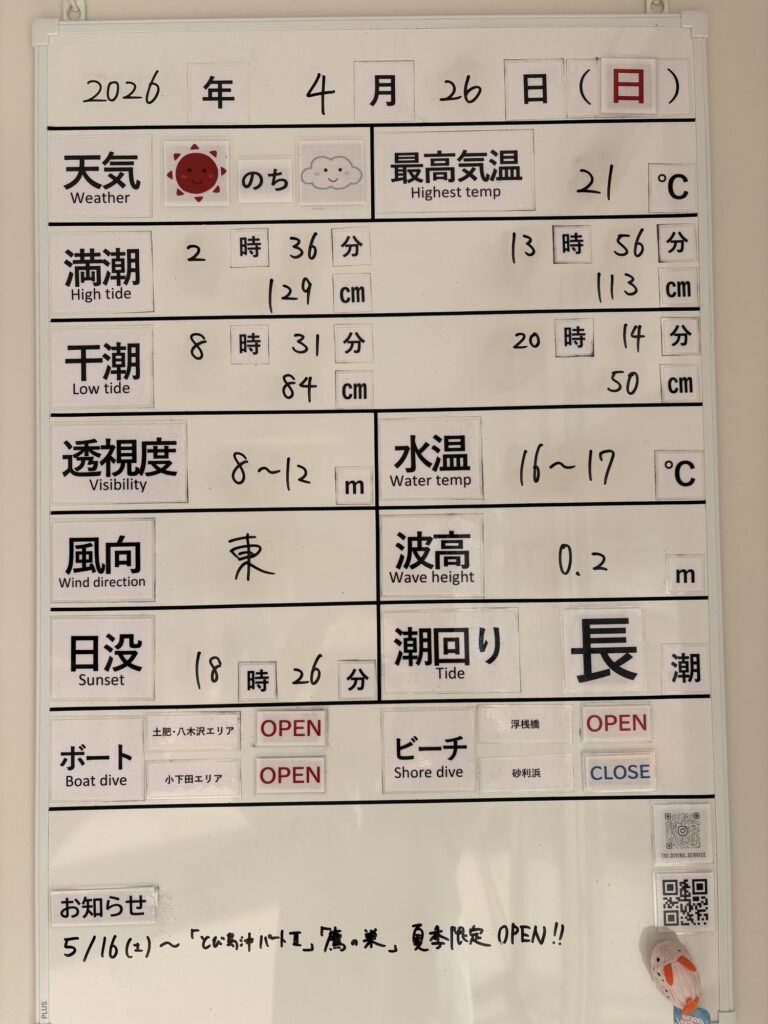 2026 年 4 月 26 日 (日)
天気 のち 最高気温 21 ℃
Weather Highest temp
満潮 2 時 36 分 13 時 56 分
High tide 129 cm 113 cm
干潮 8 時 31 分 20 時 14 分
Low tide 84 cm 50 cm
透視度 8～12 m 水温 16～17 ℃
Visibility Water temp
風向 東 波高 0.2 m
Wind direction Wave height
日没 18 時 26 分 潮回り 長 潮
Sunset Tide
ボート 土肥・八木沢エリア OPEN ビーチ 浮桟橋 OPEN
Boat dive 小下田エリア OPEN Shore dive 砂利浜 CLOSE
TOI_DIVING_SERVICE
お知らせ
5/16(土)～「とび島沖パートⅡ」「鷹の巣」夏季限定 OPEN!!
PLUS